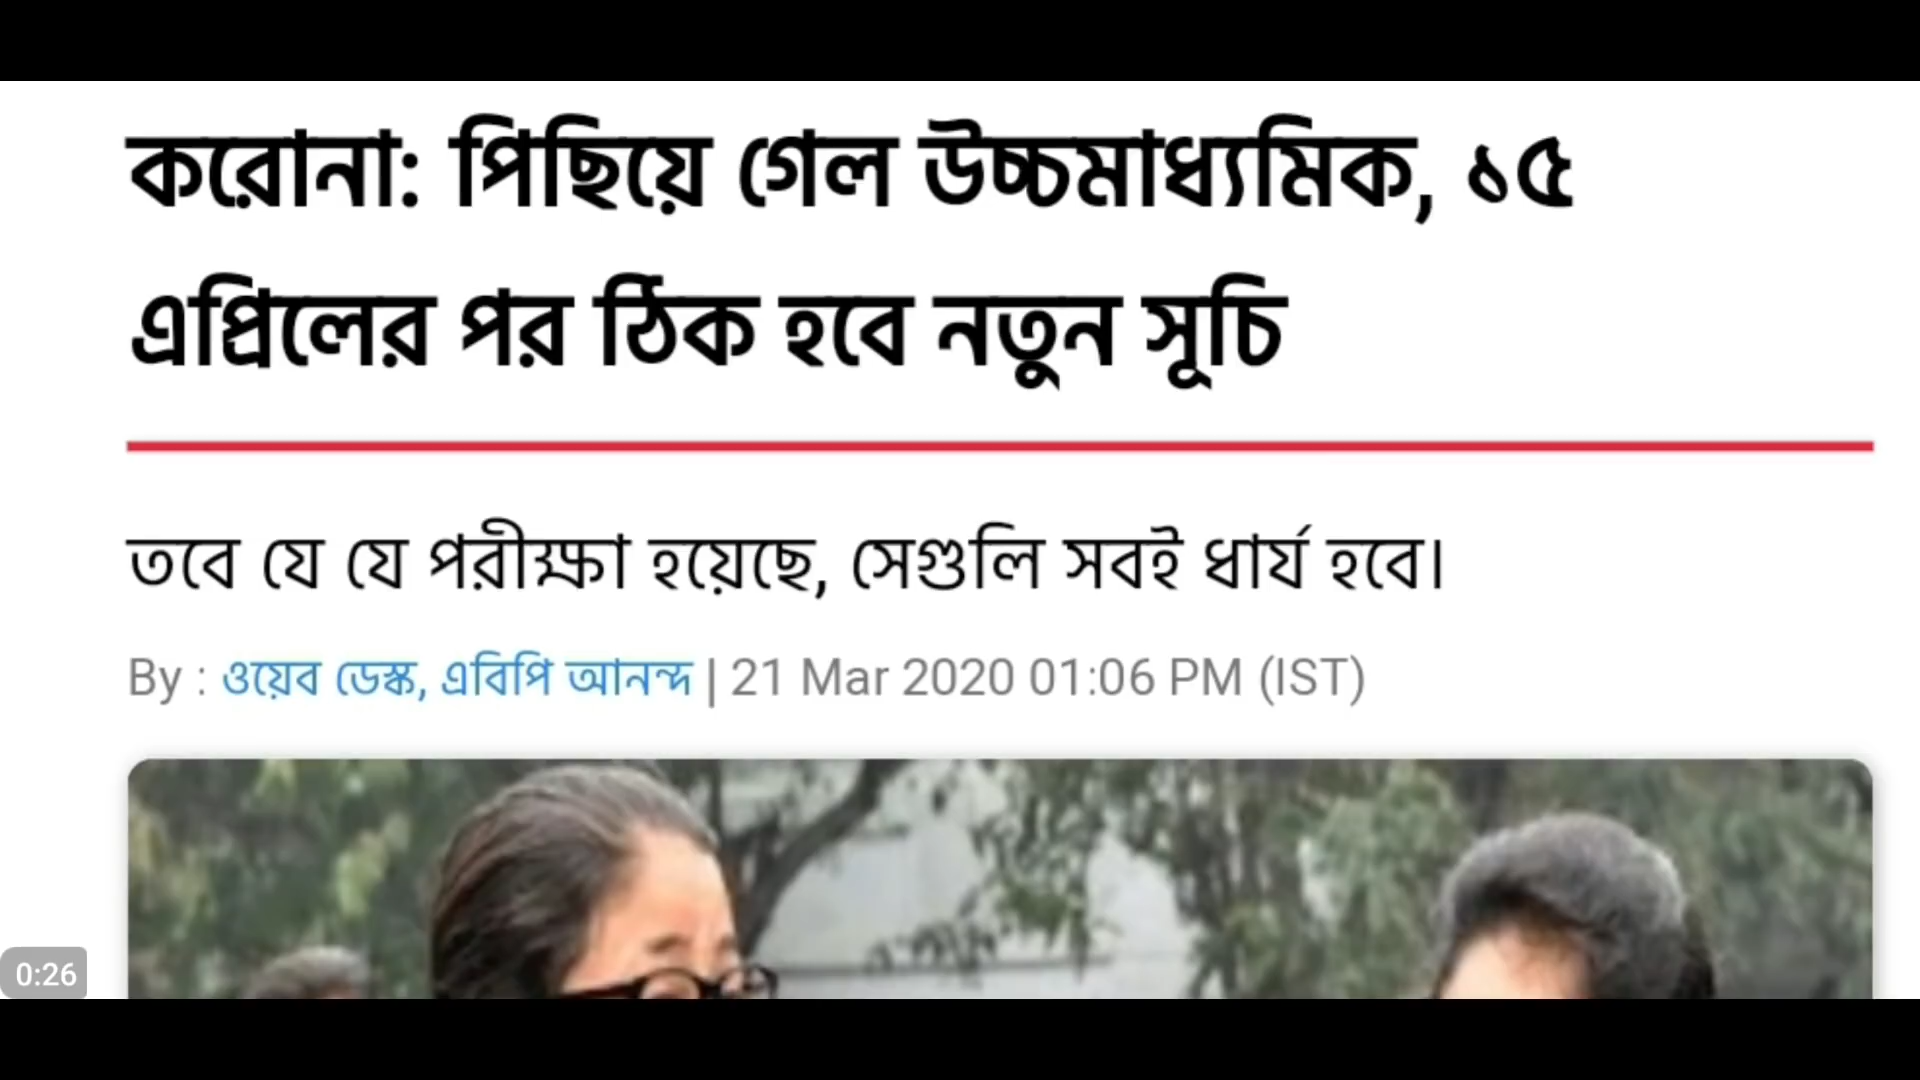 করোনা: পিছিয়ে গেল উচ্চমাধ্যমিক, ১৫
এপ্রিলের পর ঠিক হবে নতুন সূচি
তবে যে যে পরীক্ষা হয়েছে, সেগুলি সবই ধার্য হবে।
By : ওয়েব ডেস্ক, এবিপি আনন্দ | 21 Mar 2020 01:06 PM (IST)
0:26